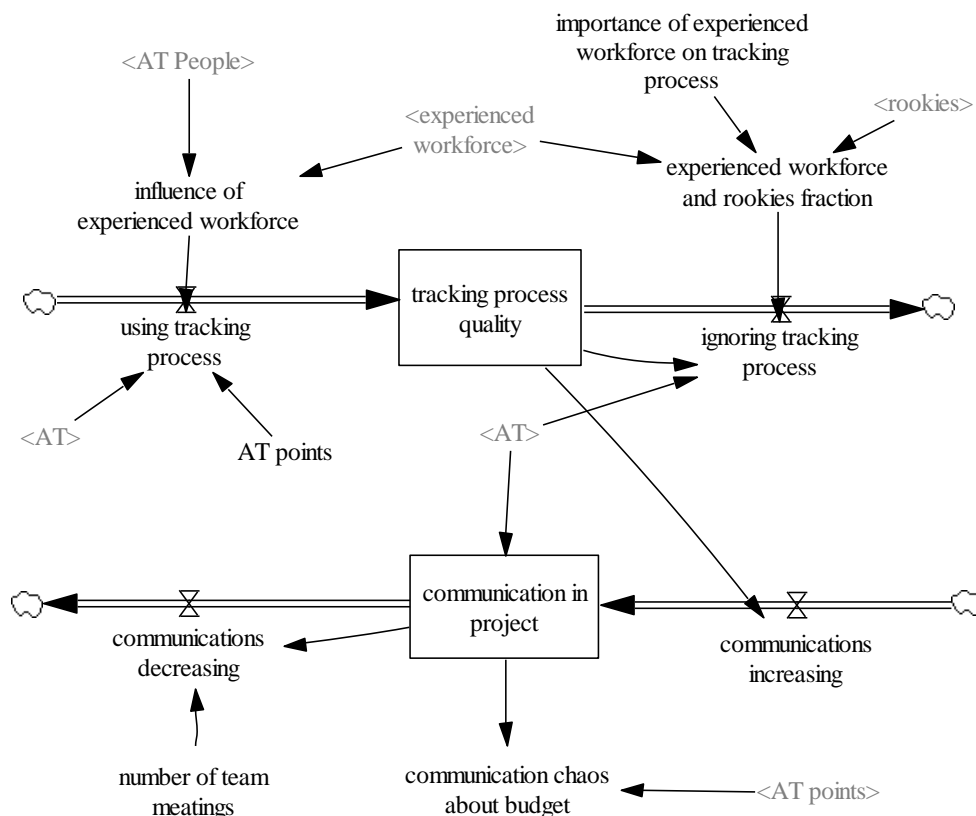 importance of experienced
workforce on tracking
process
<AT People>
<rookies>
<experienced
workforce>
experienced workforce
and rookies fraction
influence of
experienced workforce
tracking process
quality
using tracking
process
ignoring tracking
process
<AT>
AT points
<AT>
communication in
project
communications
decreasing
communications
increasing
number of team
meatings
communication chaos
about budget
<AT points>